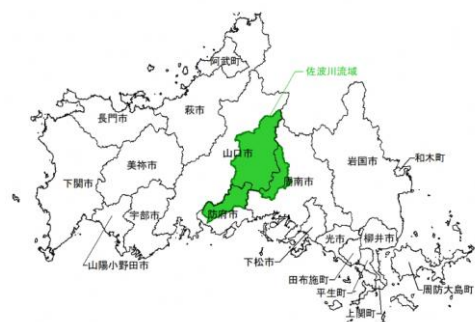 阿武町
佐波川流域
萩市
長門市
山口市
美祢市
岩国市
和木町
下関市
周南市
防府市
宇部市
光市
柳井市
下松市
山陽小野田市
田布施町
周防大島町
平生町
上関町